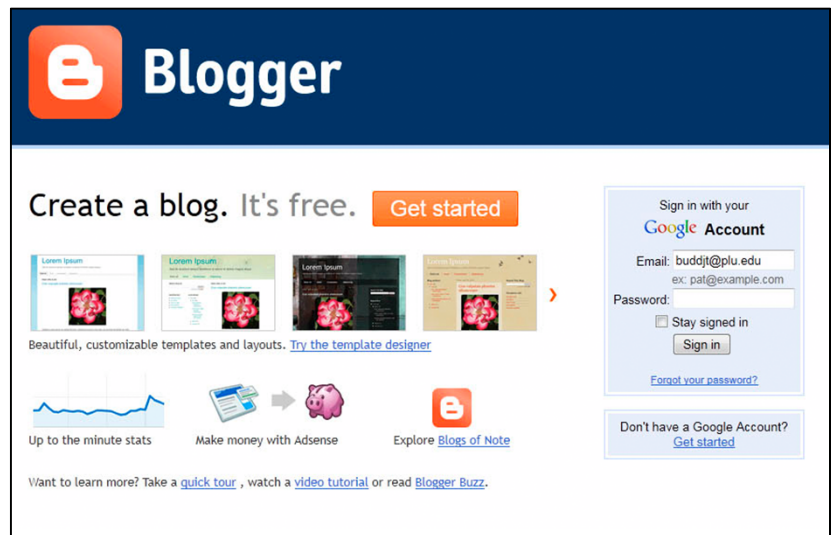 Blogger
Create a blog. It's free. Get started
Lorem Ipsum
Lorem Ipsum
Lorem Ipsum
Lorem Ipsum
Beautiful, customizable templates and layouts. Try the template designer
Up to the minute stats
Make money with Adsense
Explore Blogs of Note
Want to learn more? Take a quick tour , watch a video tutorial or read Blogger Buzz.
Sign in with your
Google Account
Email: buddjt@plu.edu
ex: pat@example.com
Password:
Stay signed in
Sign in
Forgot your password?
Don't have a Google Account?
Get started